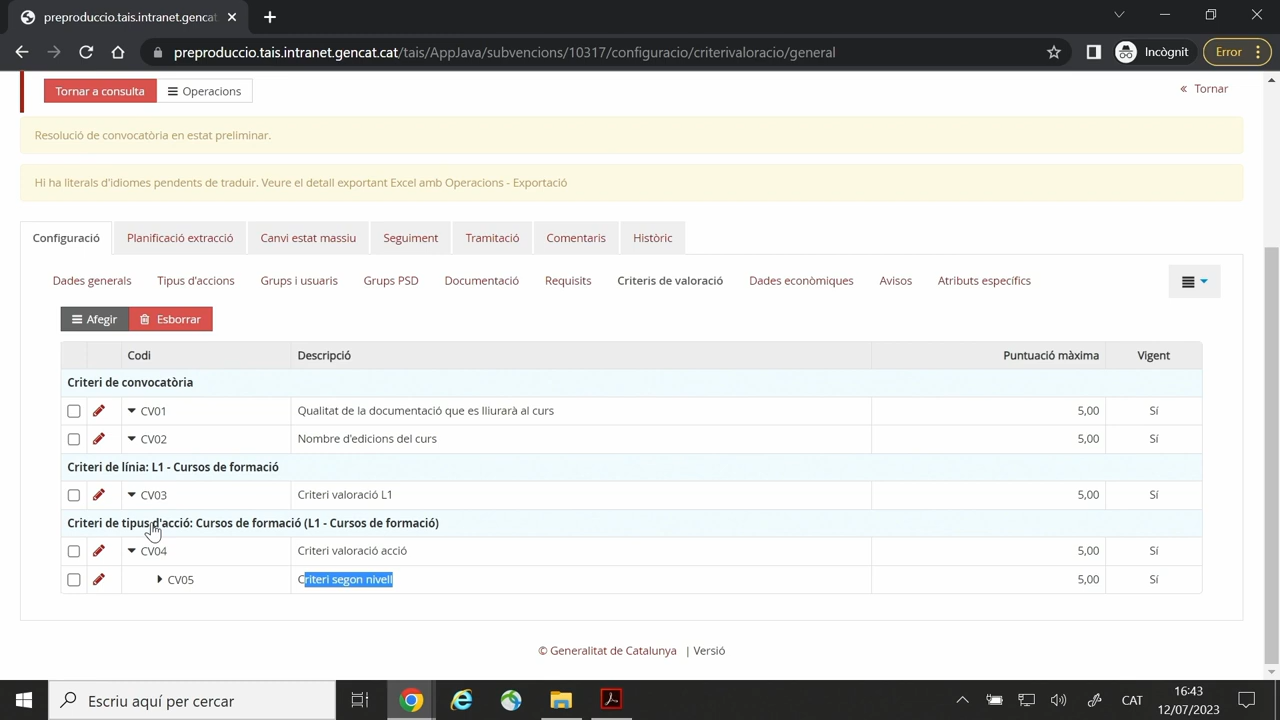 preproduccio.tais.intranet.gencat
Incògnit
Error
preproduccio.tais.intranet.gencat.cat/tais/AppJava/subvencions/10317/configuracio/criterivaloracio/general
Tornar a consulta
Operacions
« Tornar
Resolució de convocatòria en estat preliminar.
Hi ha literals d'idiomes pendents de traduir. Veure el detall exportant Excel amb Operacions - Exportació
Configuració Planificació extracció Canvi estat massiu Seguiment Tramitació Comentaris Històric
Dades generals Tipus d'accions Grups i usuaris Grups PSD Documentació Requisits Criteris de valoració Dades econòmiques Avisos Atributs específics
Afegir Esborrar
Codi Descripció Puntuació màxima Vigent
Criteri de convocatòria
CV01 Qualitat de la documentació que es lliurarà al curs 5,00 Sí
CV02 Nombre d'edicions del curs 5,00 Sí
Criteri de línia: L1 - Cursos de formació
CV03 Criteri valoració L1 5,00 Sí
Criteri de tipus d'acció: Cursos de formació (L1 - Cursos de formació)
CV04 Criteri valoració acció 5,00 Sí
CV05 Criteri segon nivell 5,00 Sí
© Generalitat de Catalunya | Versió
Escriu aquí per cercar
CAT
16:43
12/07/2023